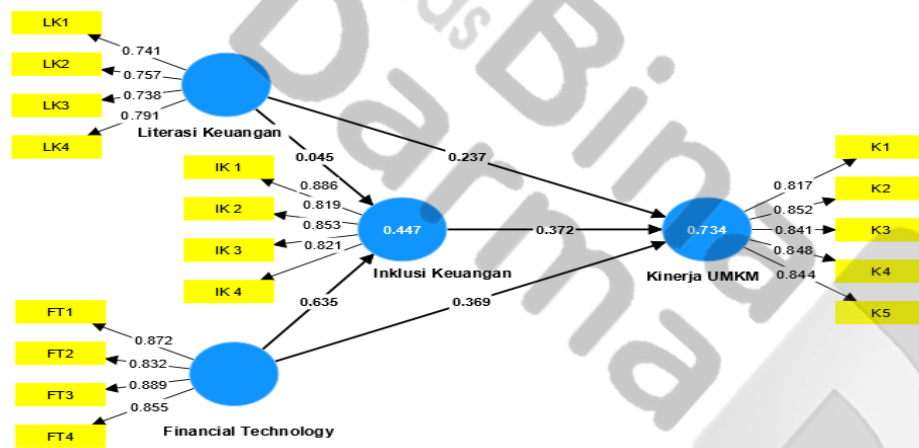 LK1
LK2
LK3
LK4
0.741
0.757
0.738
0.791
Literasi Keuangan
0.045
0.237
IK 1
IK 2
IK 3
IK 4
0.886
0.819
0.853
0.821
0.447
Inklusi Keuangan
0.372
0.734
Kinerja UMKM
K1
K2
K3
K4
K5
0.817
0.852
0.841
0.848
0.844
0.635
0.369
FT1
FT2
FT3
FT4
0.872
0.832
0.889
0.855
Financial Technology
Bina
Darma